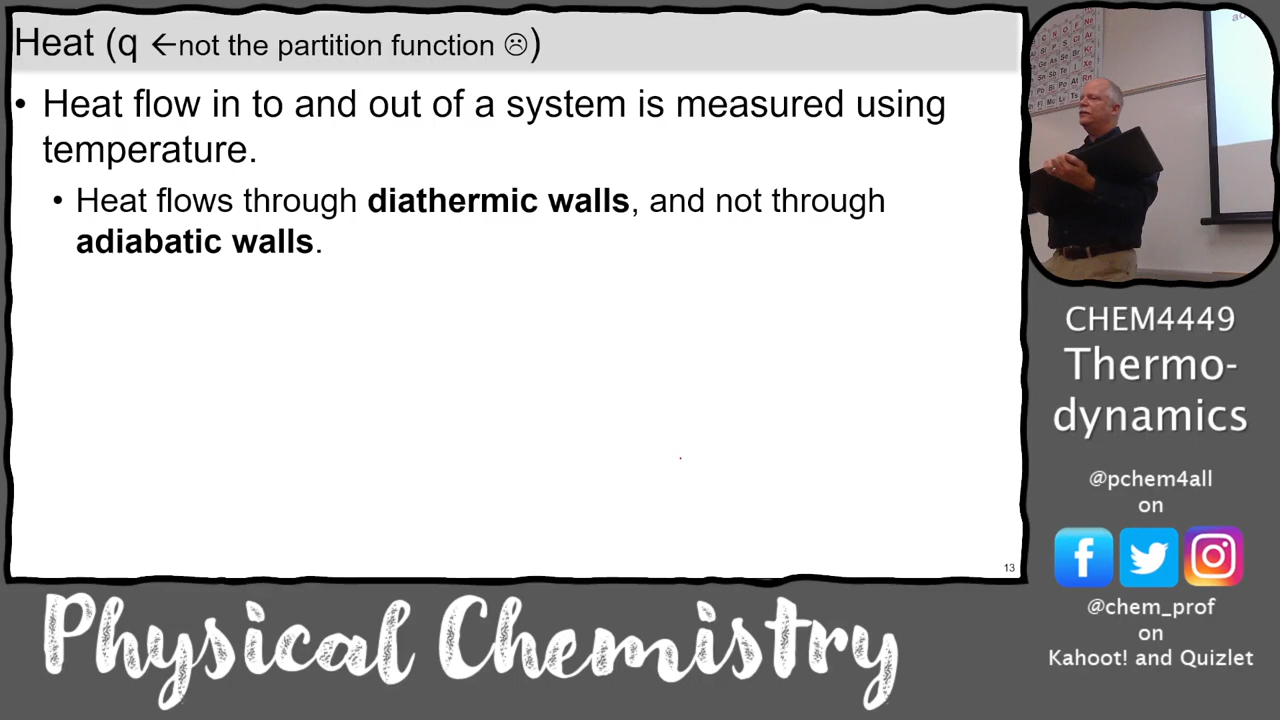 Heat (q ←not the partition function ☹)
• Heat flow in to and out of a system is measured using
temperature.
• Heat flows through diathermic walls, and not through
adiabatic walls.
13
CHEM4449
Thermo-
dynamics
@pchem4all
on
@chem_prof
on
Kahoot! and Quizlet
Physical Chemistry